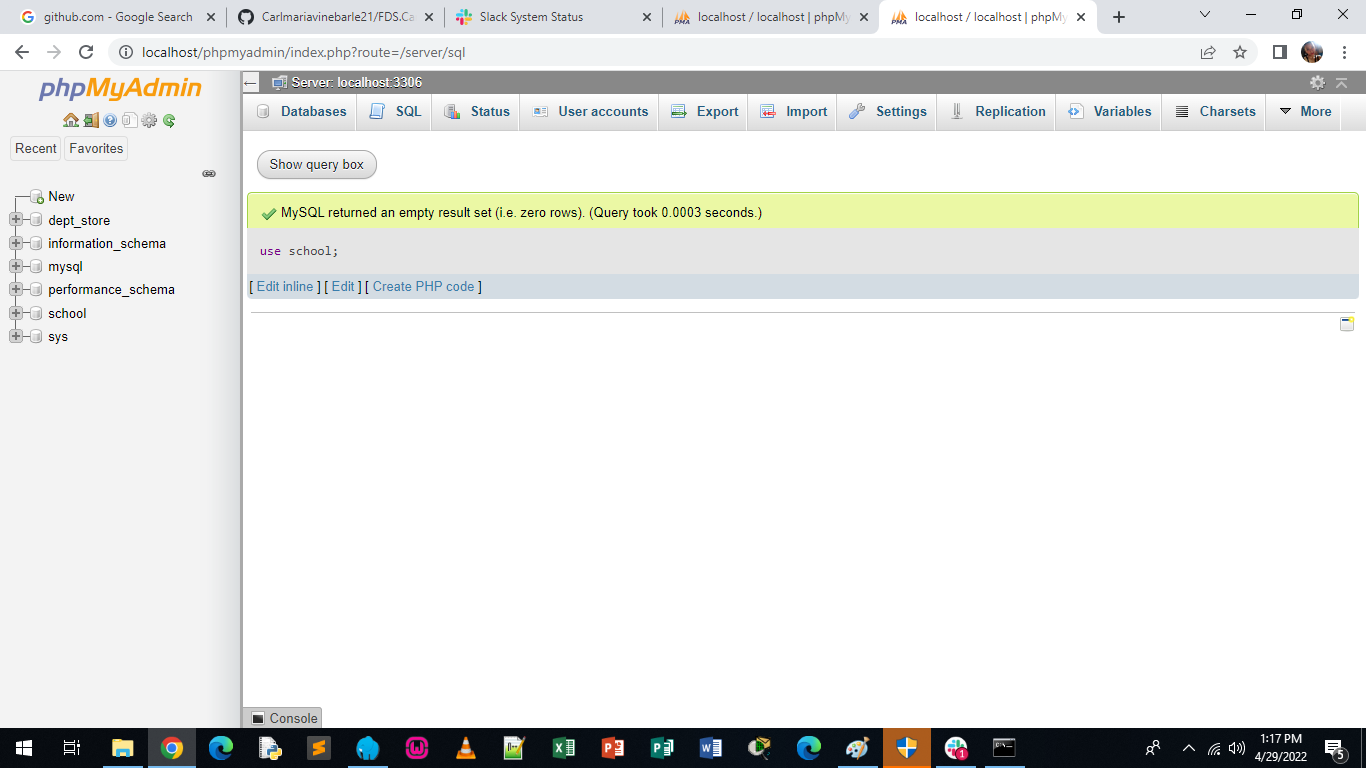 github.com - Google Search
Carlmariavinebarle21/FDS.Ca
Slack System Status
localhost / localhost | phpMy
localhost / localhost | phpMy
localhost/phpmyadmin/index.php?route=/server/sql
phpMyAdmin
Recent
Favorites
New
dept_store
information_schema
mysql
performance_schema
school
sys
Server: localhost:3306
Databases
SQL
Status
User accounts
Export
Import
Settings
Replication
Variables
Charsets
More
Show query box
MySQL returned an empty result set (i.e. zero rows). (Query took 0.0003 seconds.)
use school;
[ Edit inline ] [ Edit ] [ Create PHP code ]
Console
1:17 PM
4/29/2022
5
1